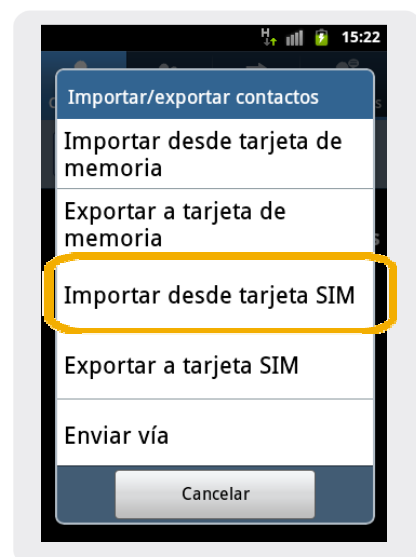 H 15:22
Importar/exportar contactos
Importar desde tarjeta de
memoria
Exportar a tarjeta de
memoria
Importar desde tarjeta SIM
Exportar a tarjeta SIM
Enviar vía
Cancelar